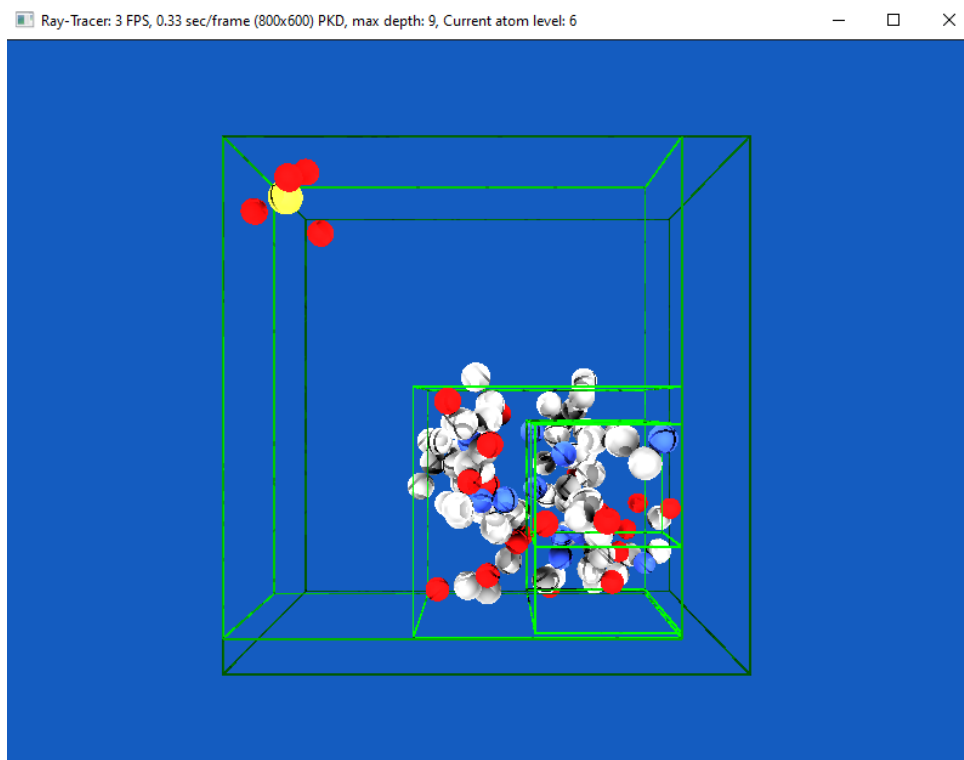 Ray-Tracer: 3 FPS, 0.33 sec/frame (800x600) PKD, max depth: 9, Current atom level: 6